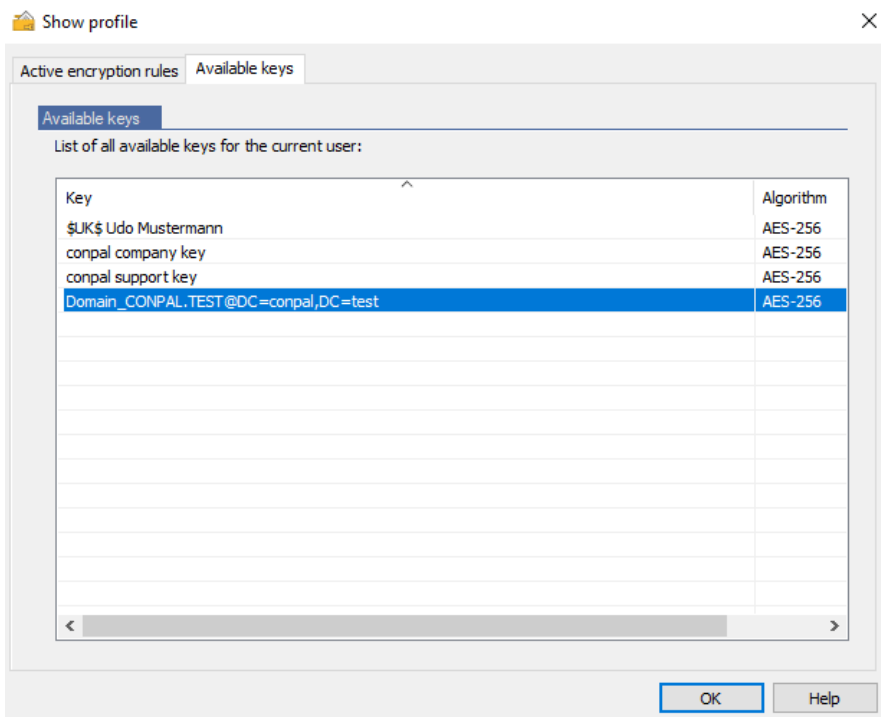 Show profile
Active encryption rules Available keys
Available keys
List of all available keys for the current user:
Key Algorithm
$UK$ Udo Mustermann AES-256
conpal company key AES-256
conpal support key AES-256
Domain_CONPAL.TEST@DC=conpal,DC=test AES-256
OK Help